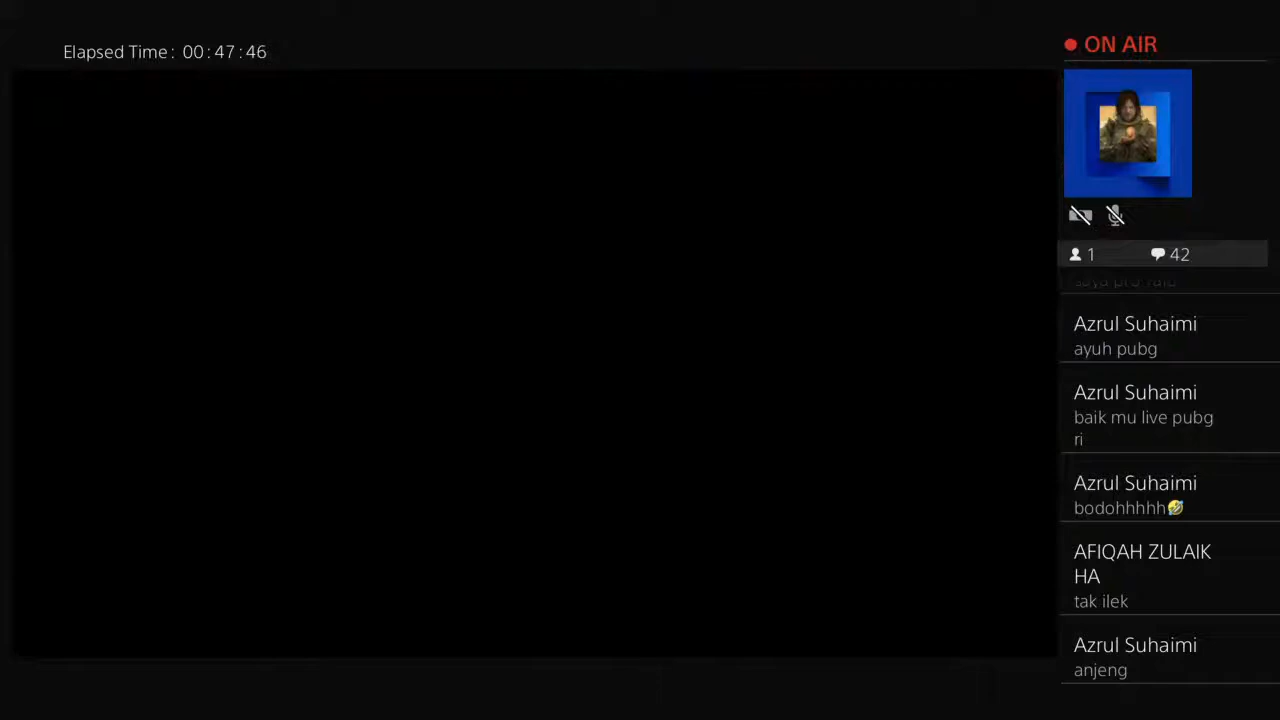 Elapsed Time: 00:47:46
ON AIR
1
42
Azrul Suhaimi
ayuh pubg
Azrul Suhaimi
baik mu live pubg
ri
Azrul Suhaimi
bodohhhhh🤣
AFIQAH ZULAIK
HA
tak ilek
Azrul Suhaimi
anjeng